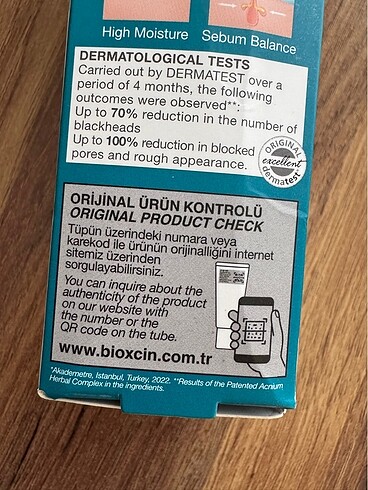 High Moisture
Sebum Balance
DERMATOLOGICAL TESTS
Carried out by DERMATEST over a
period of 4 months, the following
outcomes were observed**:
Up to 70% reduction in the number of
blackheads
Up to 100% reduction in blocked
pores and rough appearance.
ORIGINAL
excellent
dermatest
ORİJİNAL ÜRÜN KONTROLÜ
ORIGINAL PRODUCT CHECK
Tüpün üzerindeki numara veya
karekod ile ürünün orijinalliğini internet
sitemiz üzerinden
sorgulayabilirsiniz.
You can inquire about the
authenticity of the product
on our website with
the number or the
QR code on the tube.
www.bioxcin.com.tr
*Akademetre, Istanbul, Turkey, 2022. **Results of the Patented Acnium
Herbal Complex in the ingredients.